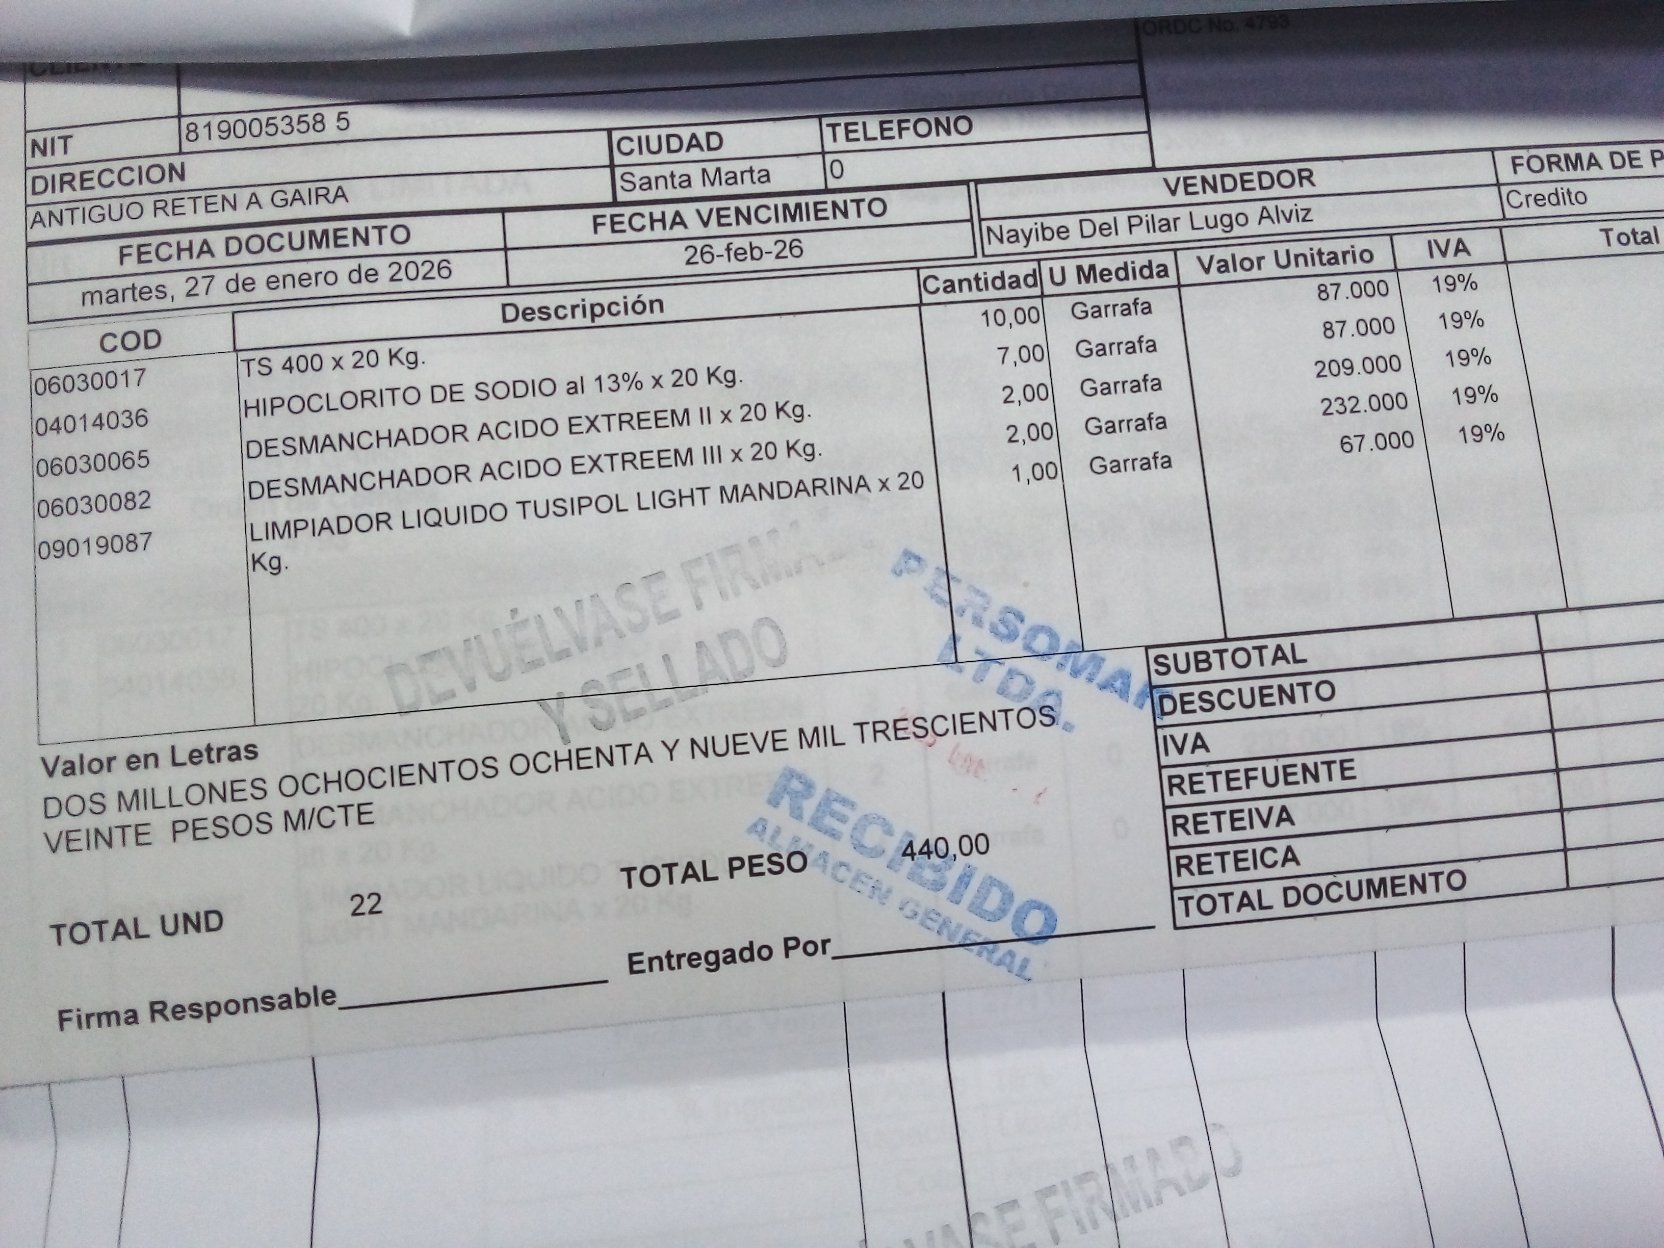 CLIENTE
ORDC No. 4793
NIT 819005358 5
CIUDAD TELEFONO
DIRECCION Santa Marta 0
ANTIGUO RETEN A GAIRA
FECHA DOCUMENTO FECHA VENCIMIENTO VENDEDOR FORMA DE P
martes, 27 de enero de 2026 26-feb-26 Nayibe Del Pilar Lugo Alviz Credito
COD Descripción Cantidad U Medida Valor Unitario IVA Total
06030017 TS 400 x 20 Kg. 10,00 Garrafa 87.000 19%
04014036 HIPOCLORITO DE SODIO al 13% x 20 Kg. 7,00 Garrafa 87.000 19%
06030065 DESMANCHADOR ACIDO EXTREEM II x 20 Kg. 2,00 Garrafa 209.000 19%
06030082 DESMANCHADOR ACIDO EXTREEM III x 20 Kg. 2,00 Garrafa 232.000 19%
09019087 LIMPIADOR LIQUIDO TUSIPOL LIGHT MANDARINA x 20 1,00 Garrafa 67.000 19%
Kg.
DEVUÉLVASE FIRMA
Y SELLADO
PERSOMAR
LTDA.
RECIBIDO
ALMACEN GENERAL
SUBTOTAL
DESCUENTO
IVA
RETEFUENTE
RETEIVA
RETEICA
TOTAL DOCUMENTO
Valor en Letras
DOS MILLONES OCHOCIENTOS OCHENTA Y NUEVE MIL TRESCIENTOS
VEINTE PESOS M/CTE
TOTAL UND 22 TOTAL PESO 440,00
Firma Responsable Entregado Por
VASE FIRMADO